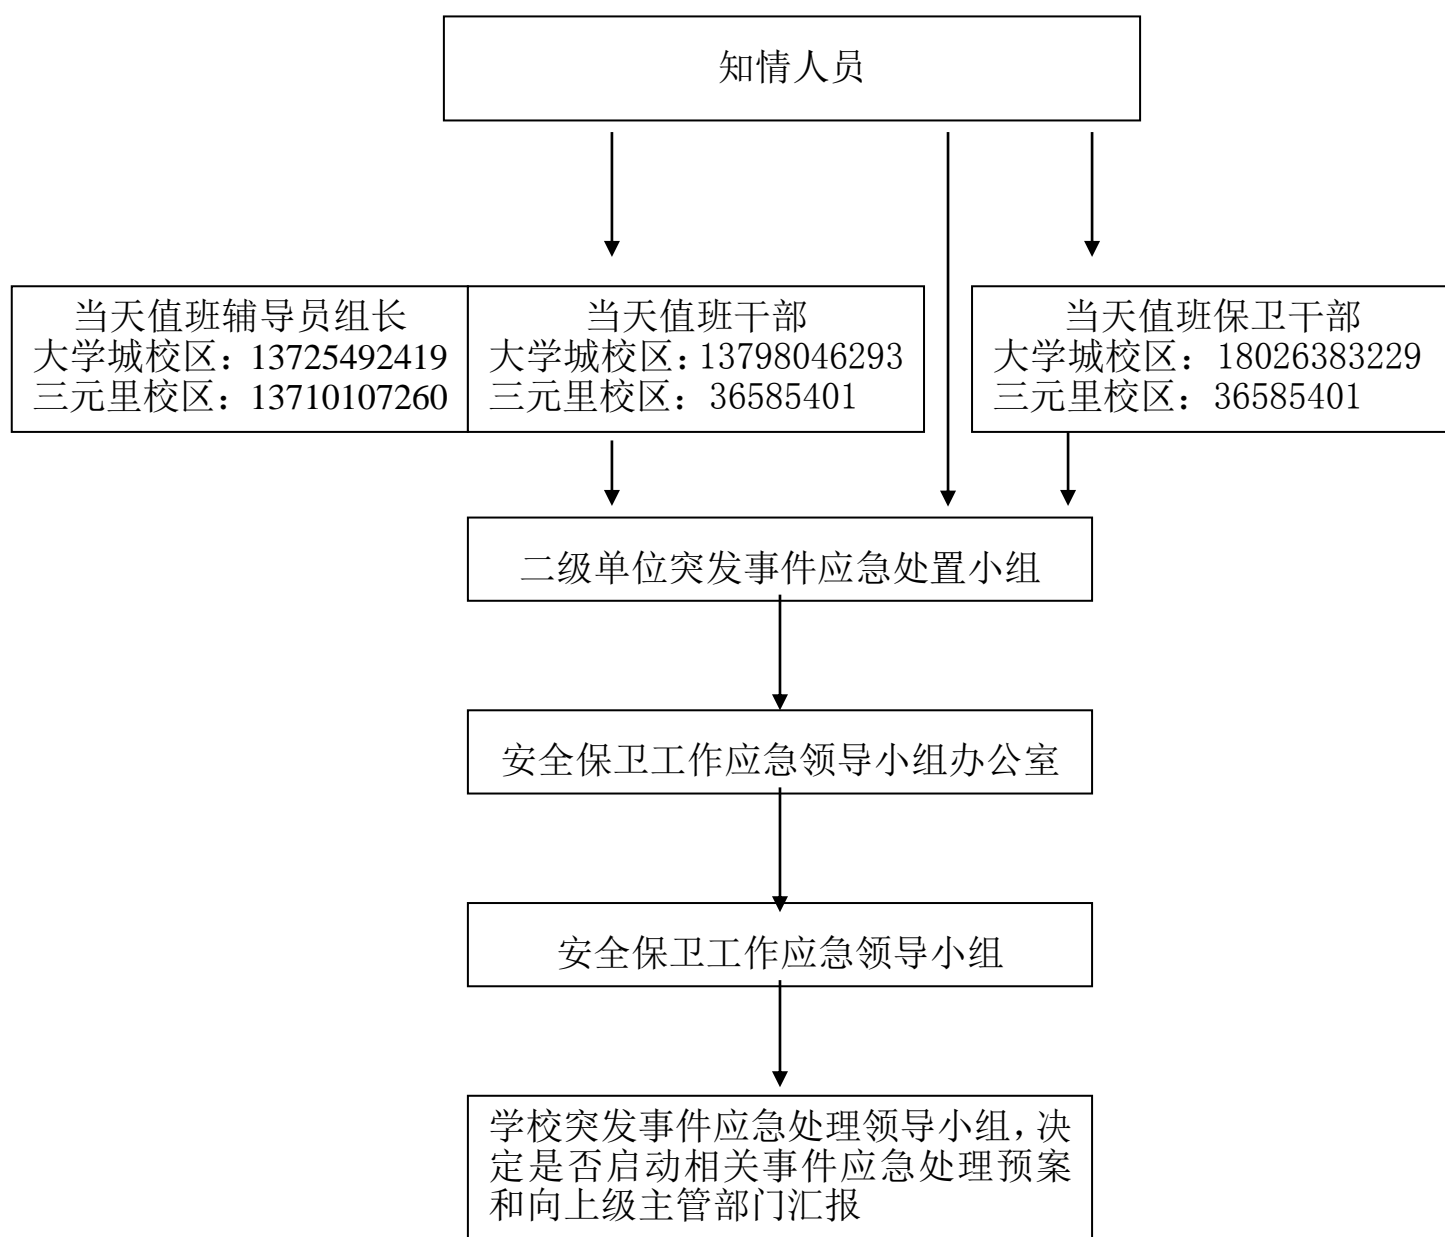 知情人员
当天值班辅导员组长
大学城校区：13725492419
三元里校区：13710107260
当天值班干部
大学城校区：13798046293
三元里校区：36585401
当天值班保卫干部
大学城校区：18026383229
三元里校区：36585401
二级单位突发事件应急处置小组
安全保卫工作应急领导小组办公室
安全保卫工作应急领导小组
学校突发事件应急处理领导小组，决
定是否启动相关事件应急处理预案
和向上级主管部门汇报